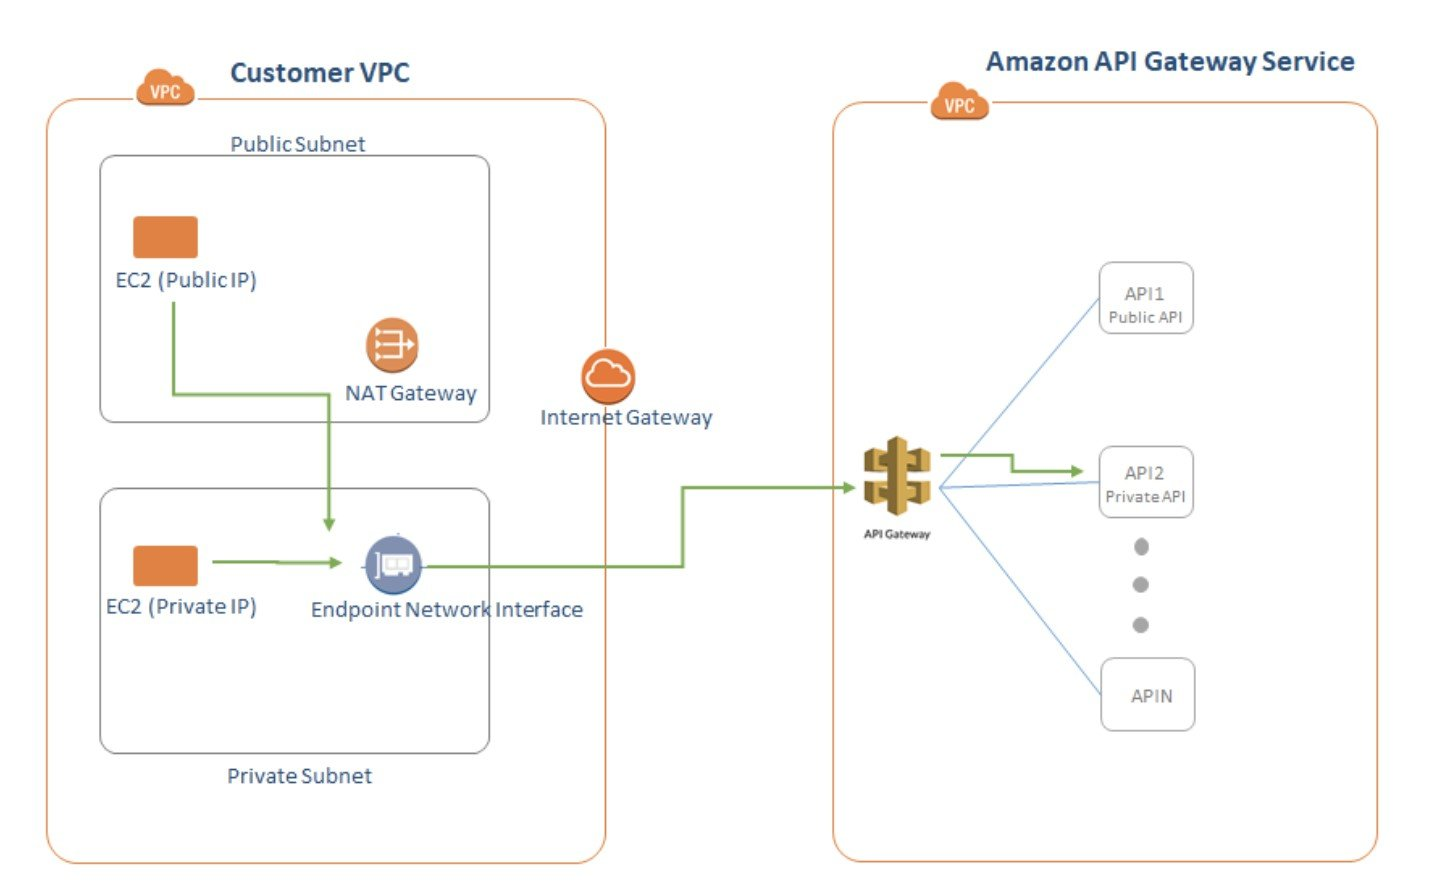 Customer VPC
VPC
Public Subnet
EC2 (Public IP)
NAT Gateway
Internet Gateway
EC2 (Private IP)
Endpoint Network Interface
Private Subnet
Amazon API Gateway Service
VPC
API1
Public API
API Gateway
API2
Private API
APIN